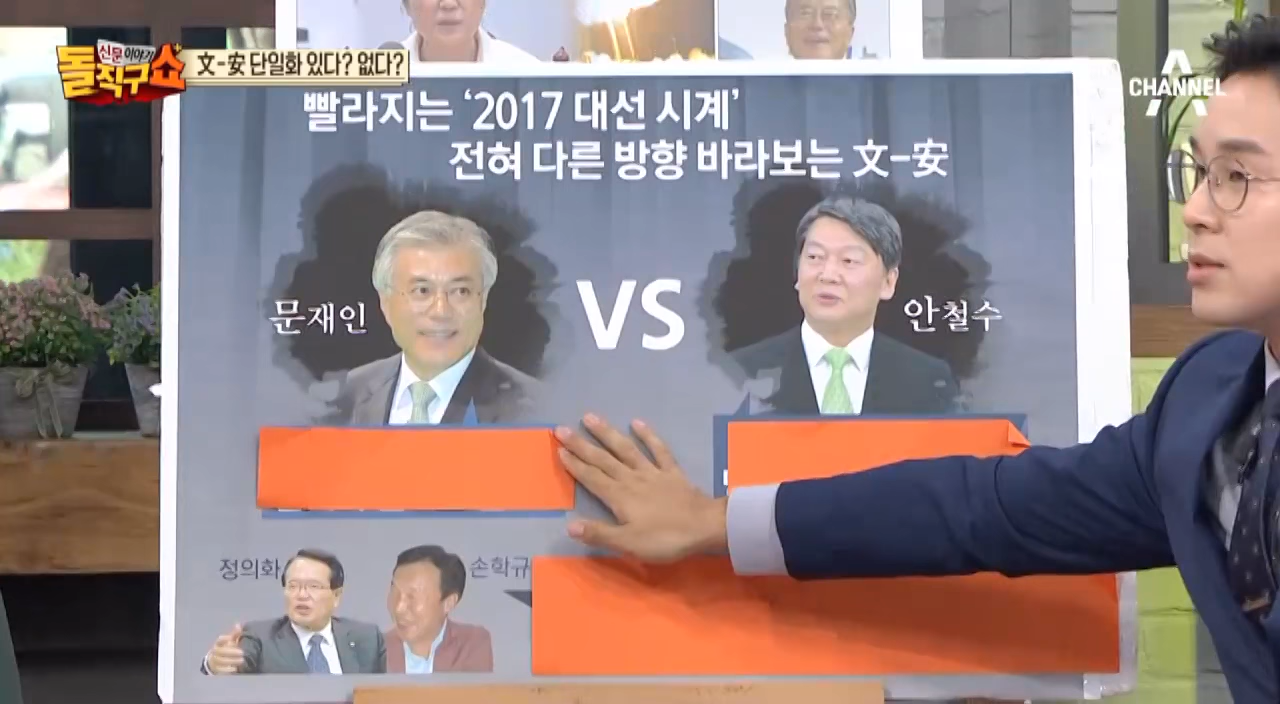 신문이야기
돌직구쇼
文-安 단일화 있다? 없다?
CHANNEL A
빨라지는 ‘2017 대선 시계’
전혀 다른 방향 바라보는 文-安
문재인
VS
안철수
정의화
손학규